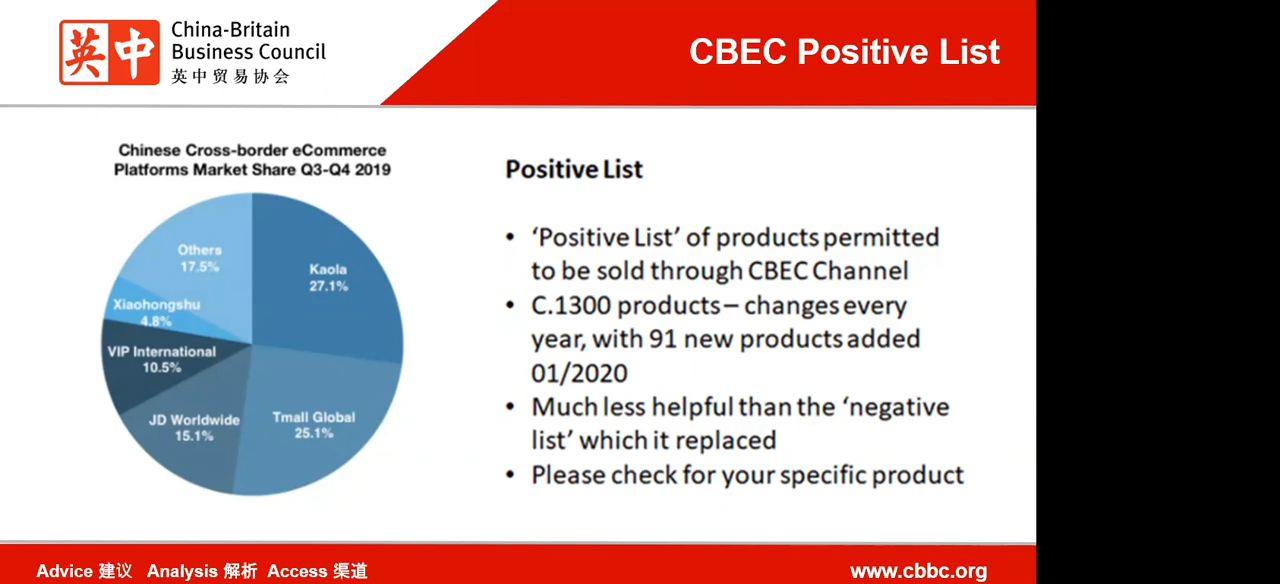 英中
China-Britain
Business Council
英中贸易协会
CBEC Positive List
Chinese Cross-border eCommerce
Platforms Market Share Q3-Q4 2019
Others
17.5%
Kaola
27.1%
Xiaohongshu
4.8%
VIP International
10.5%
JD Worldwide
15.1%
Tmall Global
25.1%
Positive List
• ‘Positive List’ of products permitted
to be sold through CBEC Channel
• C.1300 products – changes every
year, with 91 new products added
01/2020
• Much less helpful than the ‘negative
list’ which it replaced
• Please check for your specific product
Advice 建议 Analysis 解析 Access 渠道
www.cbbc.org